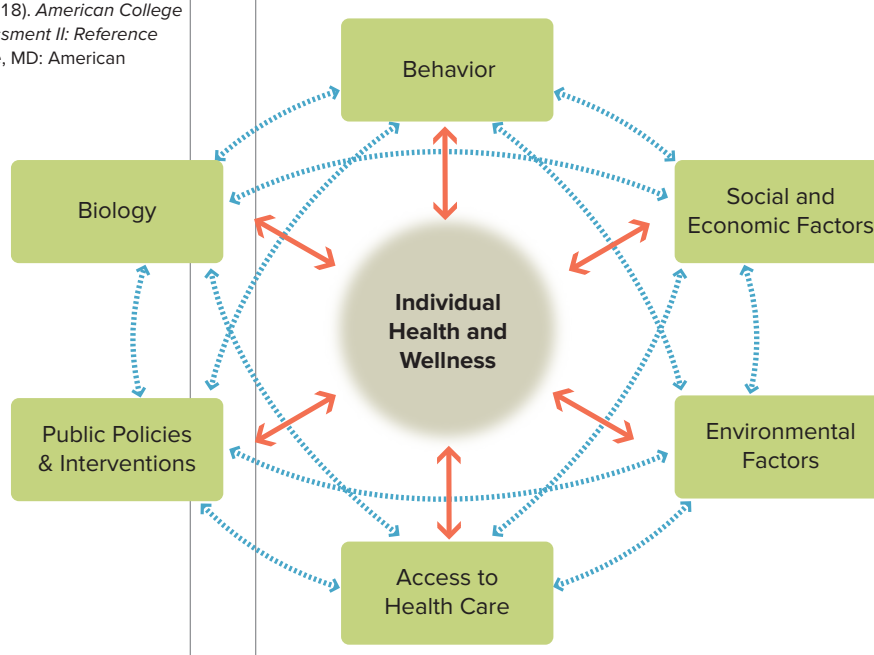 18). American College
ssment II: Reference
, MD: American
Behavior
Biology
Social and
Economic Factors
Individual
Health and
Wellness
Public Policies
& Interventions
Environmental
Factors
Access to
Health Care